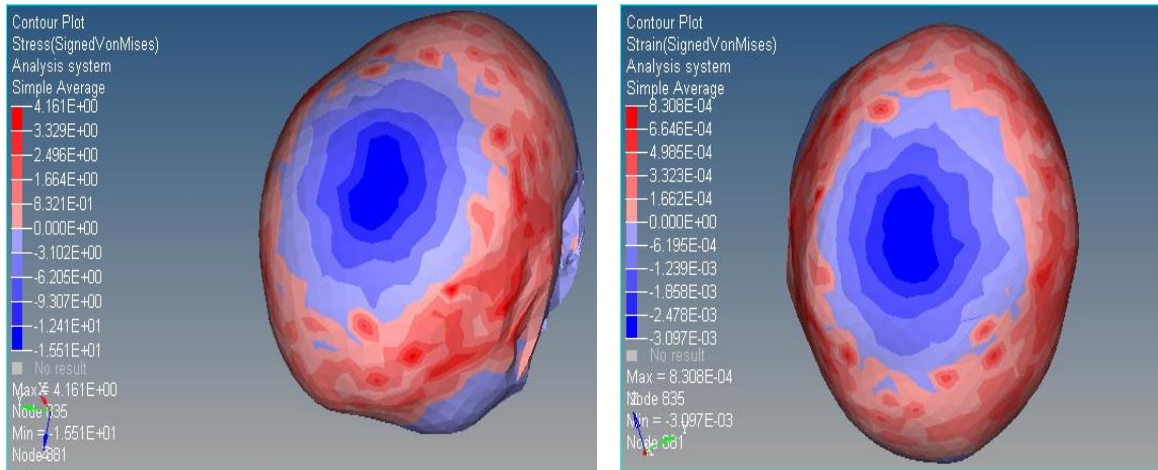 Contour Plot
Stress(SignedVonMises)
Analysis system
Simple Average
4.161E+00
3.329E+00
2.496E+00
1.664E+00
8.321E-01
0.000E+00
-3.102E+00
-6.205E+00
-9.307E+00
-1.241E+01
-1.551E+01
No result
Max = 4.161E+00
Node 835
Min = -1.551E+01
Node 881
Contour Plot
Strain(SignedVonMises)
Analysis system
Simple Average
8.308E-04
6.646E-04
4.985E-04
3.323E-04
1.662E-04
0.000E+00
-6.195E-04
-1.239E-03
-1.858E-03
-2.478E-03
-3.097E-03
No result
Max = 8.308E-04
Node 835
Min = -3.097E-03
Node 881